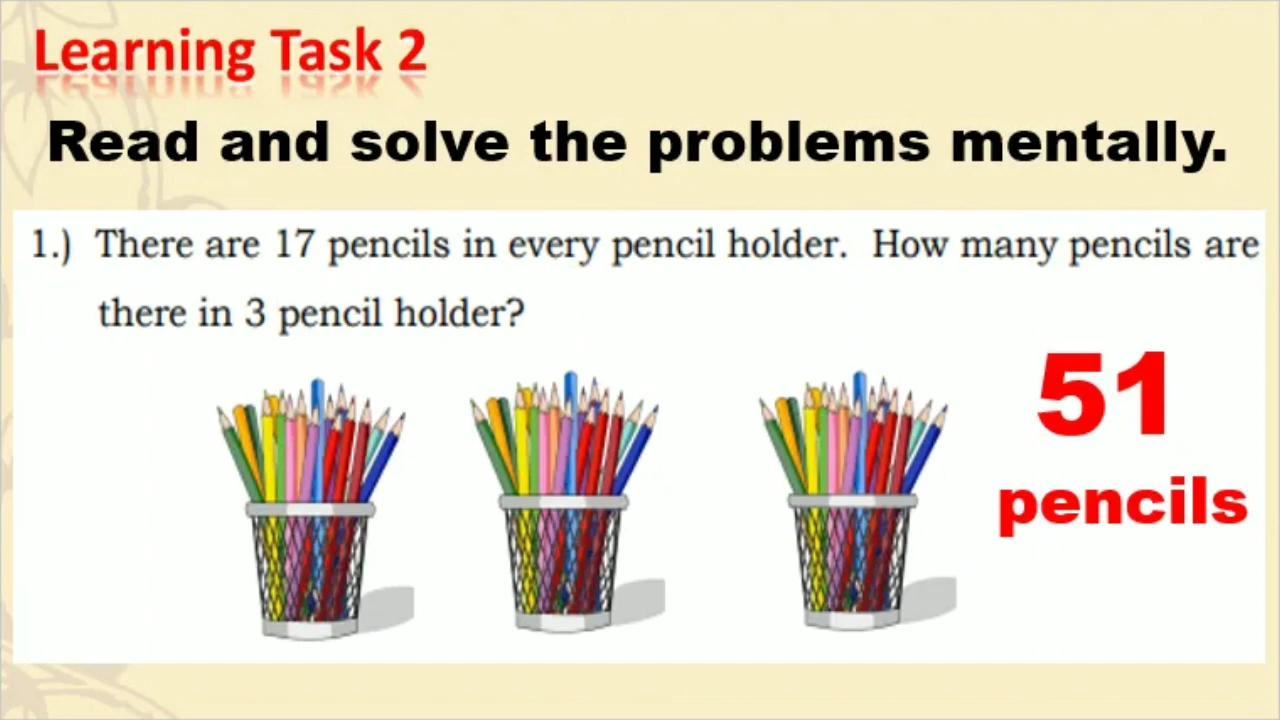 Learning Task 2
Read and solve the problems mentally.
1.) There are 17 pencils in every pencil holder. How many pencils are
there in 3 pencil holder?
51
pencils